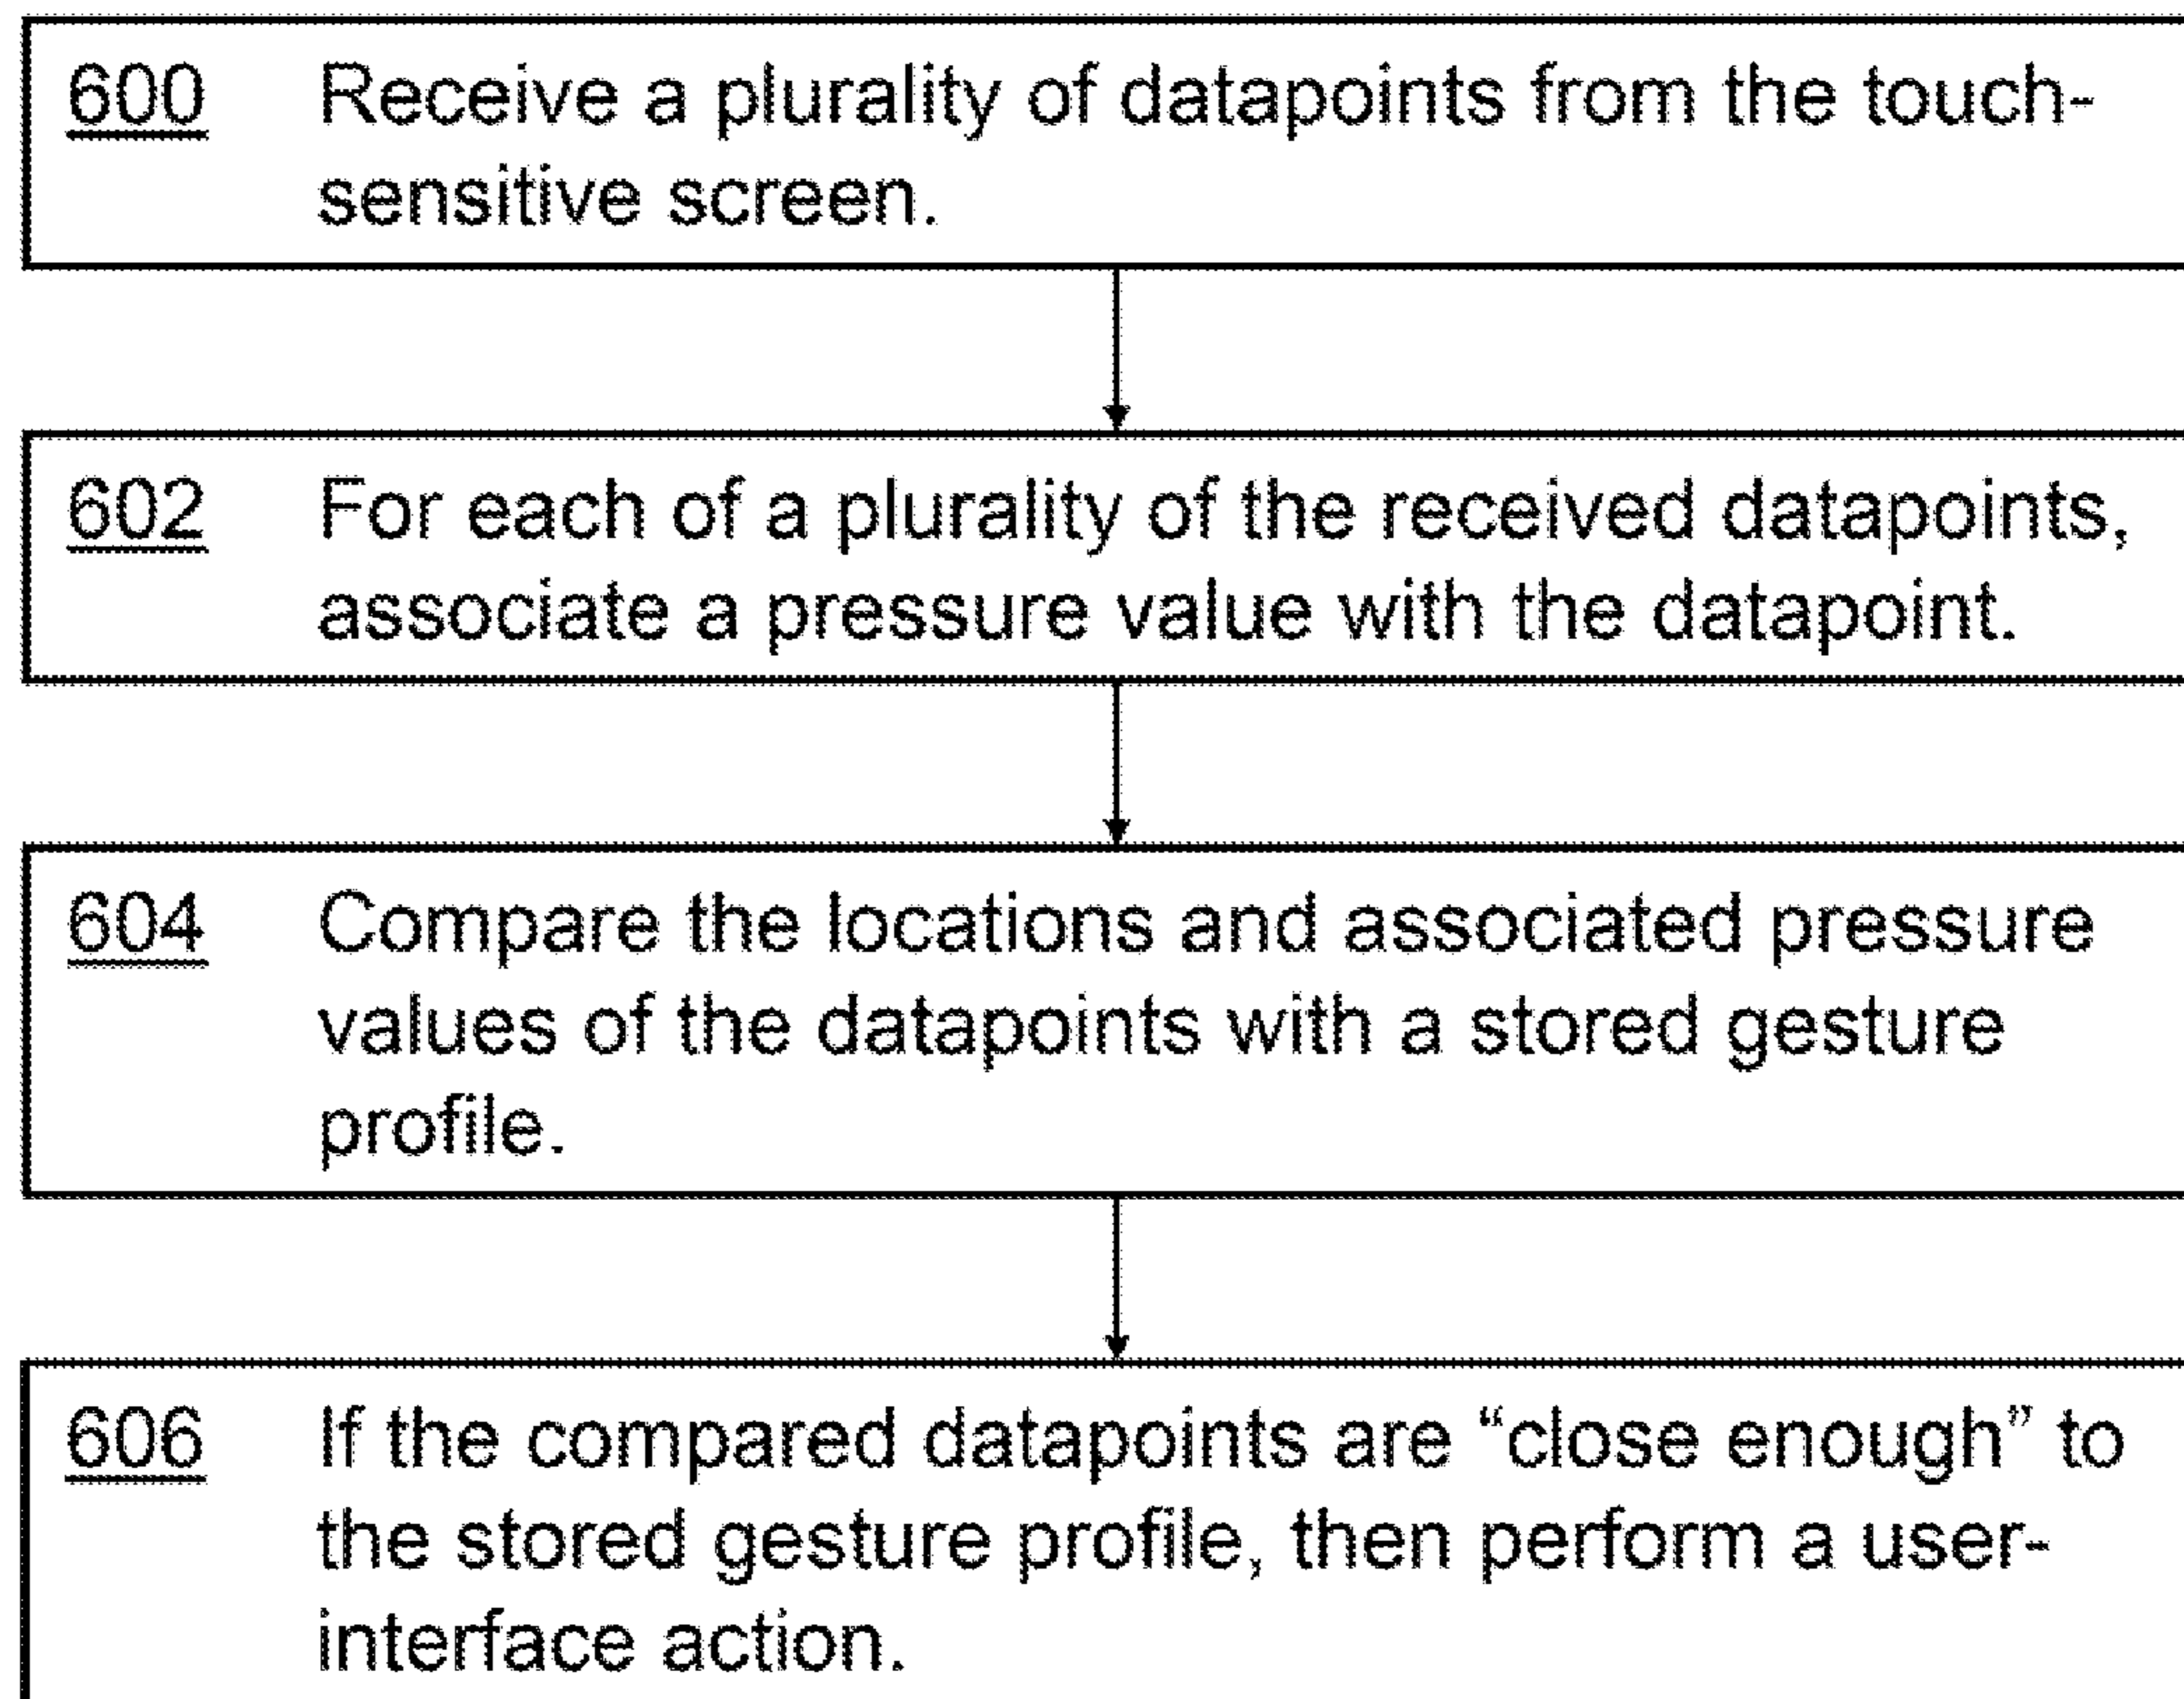 600 Receive a plurality of datapoints from the touch-
sensitive screen.
602 For each of a plurality of the received datapoints,
associate a pressure value with the datapoint.
604 Compare the locations and associated pressure
values of the datapoints with a stored gesture
profile.
606 If the compared datapoints are “close enough” to
the stored gesture profile, then perform a user-
interface action.